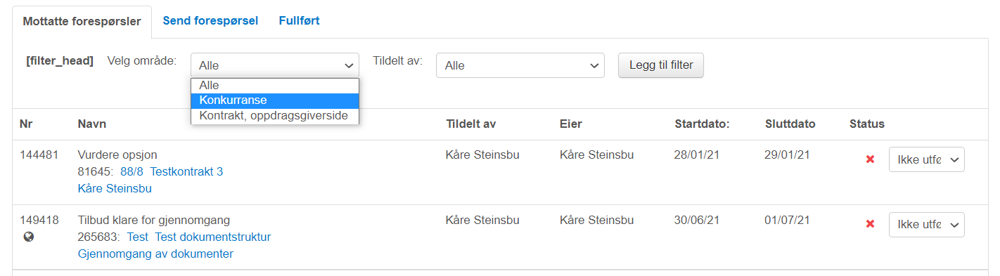 Mottatte forespørsler Send forespørsel Fullført
[filter_head] Velg område: Alle Tildelt av: Alle Legg til filter
Alle
Konkurranse
Kontrakt, oppdragsgiverside
Nr Navn Tildelt av Eier Startdato: Sluttdato Status
144481 Vurdere opsjon Kåre Steinsbu Kåre Steinsbu 28/01/21 29/01/21 Ikke utfø
81645: 88/8 Testkontrakt 3
Kåre Steinsbu
149418 Tilbud klare for gjennomgang Kåre Steinsbu Kåre Steinsbu 30/06/21 01/07/21 Ikke utfø
265683: Test Test dokumentstruktur
Gjennomgang av dokumenter